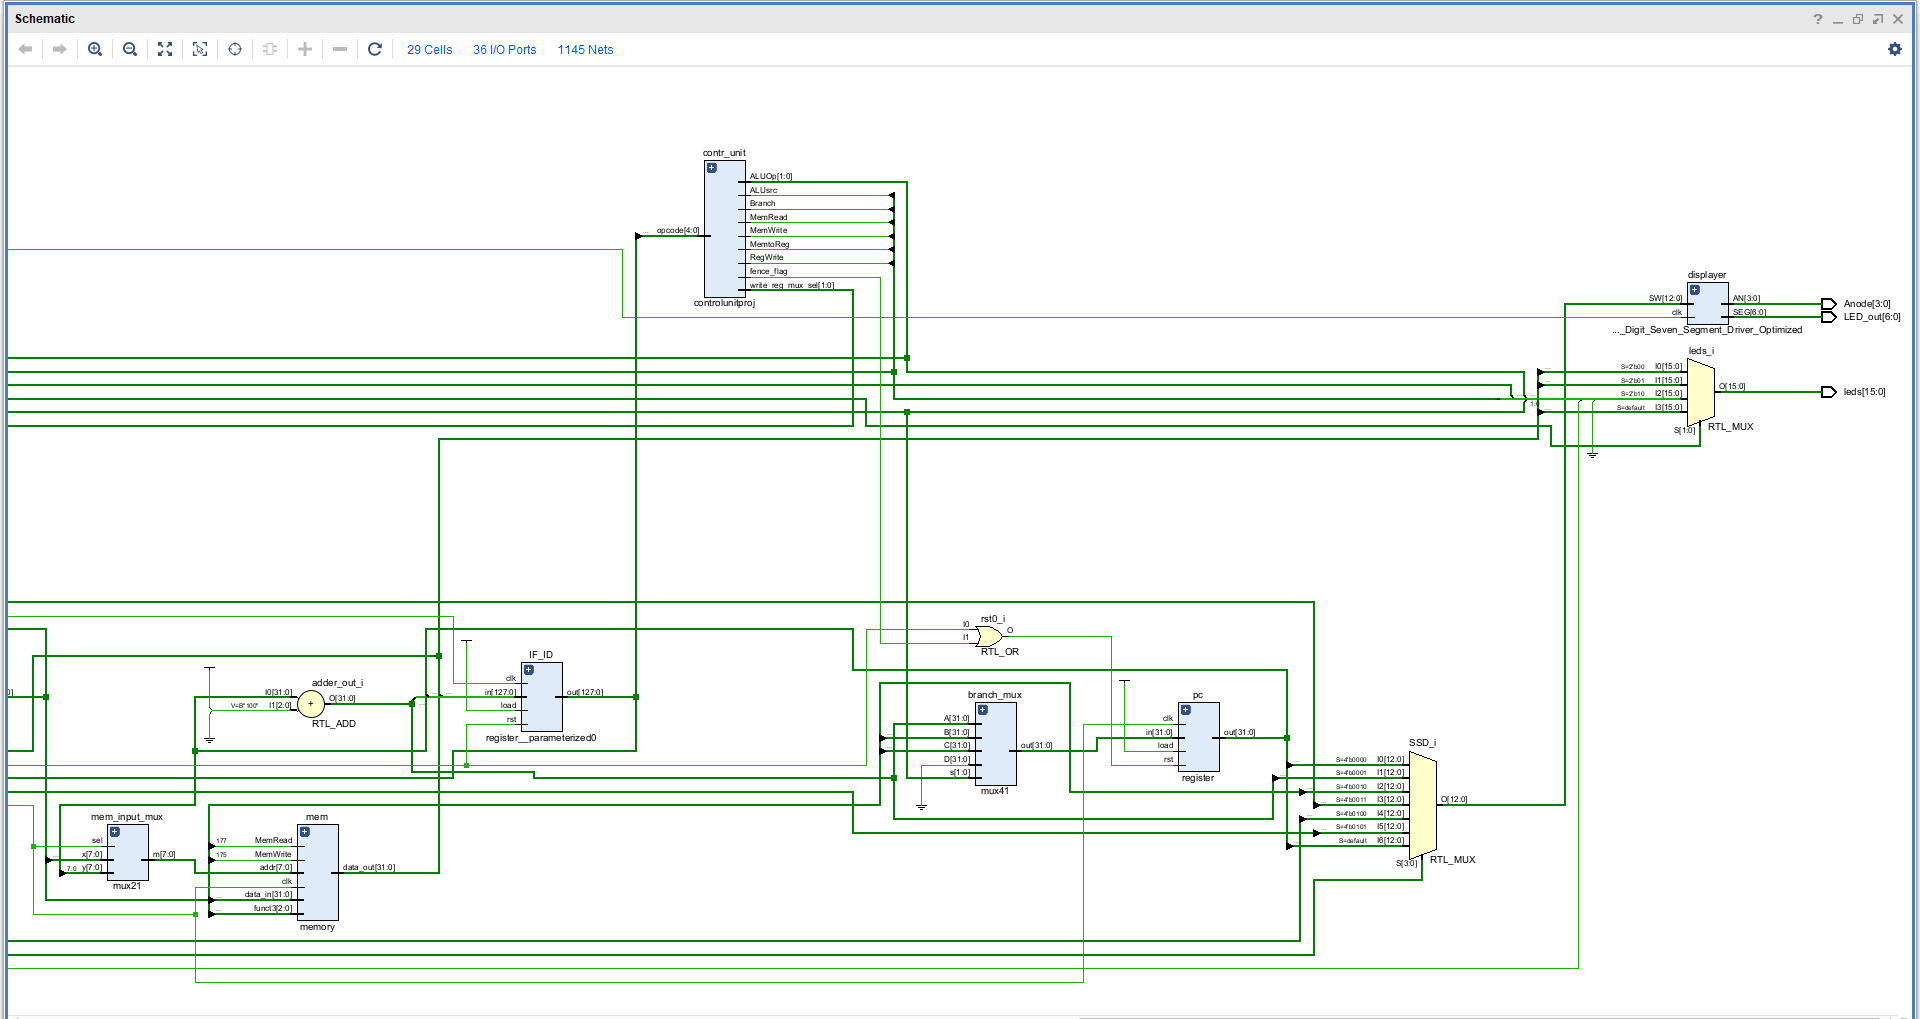 Schematic
29 Cells 36 I/O Ports 1145 Nets
contr_unit
opcode[4:0]
ALUOp[1:0]
ALUsrc
Branch
MemRead
MemWrite
MemtoReg
RegWrite
fence_flag
write_reg_mux_sel[1:0]
controlunitproj
displayer
SW[12:0]
clk
AN[3:0]
SEG[6:0]
Anode[3:0]
LED_out[6:0]
..._Digit_Seven_Segment_Driver_Optimized
leds_i
S=2'b00 I0[15:0]
S=2'b01 I1[15:0]
S=2'b10 I2[15:0]
S=default I3[15:0]
S[1:0]
O[15:0]
leds[15:0]
RTL_MUX
adder_out_i
I0[31:0]
V=B"100" I1[2:0]
O[31:0]
RTL_ADD
IF_ID
clk
in[127:0]
load
rst
out[127:0]
register__parameterized0
rst0_i
I0
I1
O
RTL_OR
branch_mux
A[31:0]
B[31:0]
C[31:0]
D[31:0]
s[1:0]
out[31:0]
mux41
pc
clk
in[31:0]
load
rst
out[31:0]
register
SSD_i
S=4'b0000 I0[12:0]
S=4'b0001 I1[12:0]
S=4'b0010 I2[12:0]
S=4'b0011 I3[12:0]
S=4'b0100 I4[12:0]
S=4'b0101 I5[12:0]
S=default I6[12:0]
S[3:0]
O[12:0]
RTL_MUX
mem_input_mux
sel
x[7:0]
7:0 y[7:0]
m[7:0]
mux21
mem
177 MemRead
175 MemWrite
addr[7:0]
clk
data_in[31:0]
funct3[2:0]
data_out[31:0]
memory